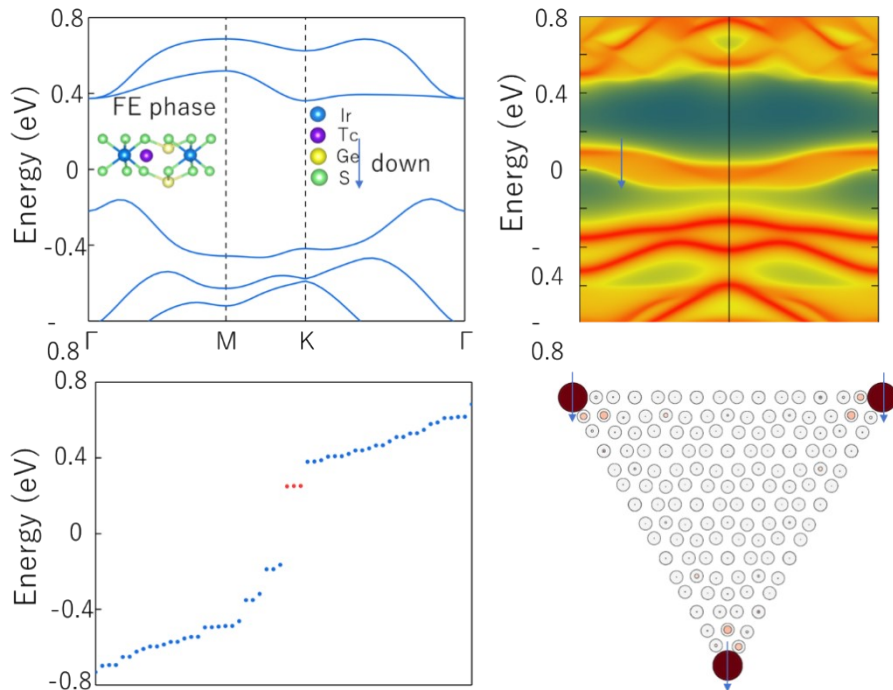 0.8
0.4
0
-0.4
-
0.8
Energy (eV)
FE phase
Ir
Tc
Ge
S
down
Γ
M
K
Γ
0.8
0.4
0
-
0.4
-
0.8
Energy (eV)
0.8
0.4
0
-0.4
-0.8
Energy (eV)